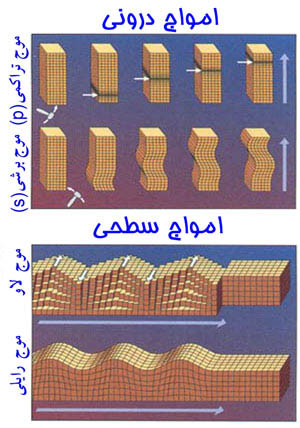 امواج درونی
موج تراکمی (p)
موج برشی (s)
امواج سطحی
موج لاو
موج رایلی